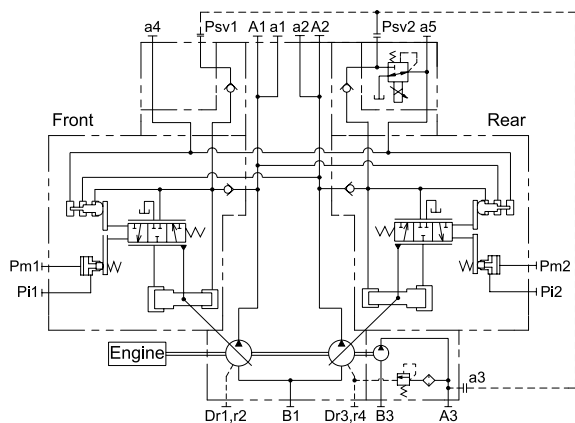 a4 Psv1 A1 a1 a2 A2 Psv2 a5
Front Rear
Pm1 Pm2
Pi1 Pi2
Engine
a3
Dr1,r2 B1 Dr3,r4 B3 A3